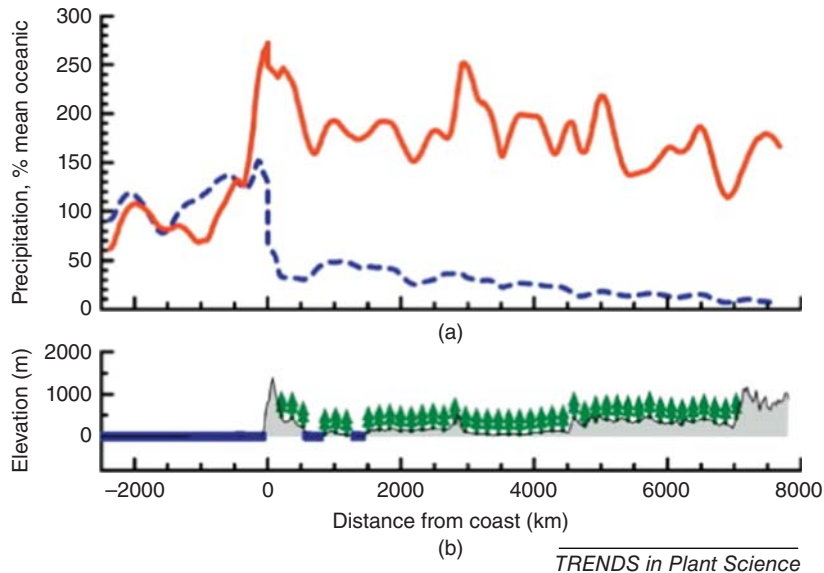 Precipitation, % mean oceanic
300
250
200
150
100
50
0
(a)
Elevation (m)
2000
1000
0
–2000 0 2000 4000 6000 8000
Distance from coast (km)
(b)
TRENDS in Plant Science